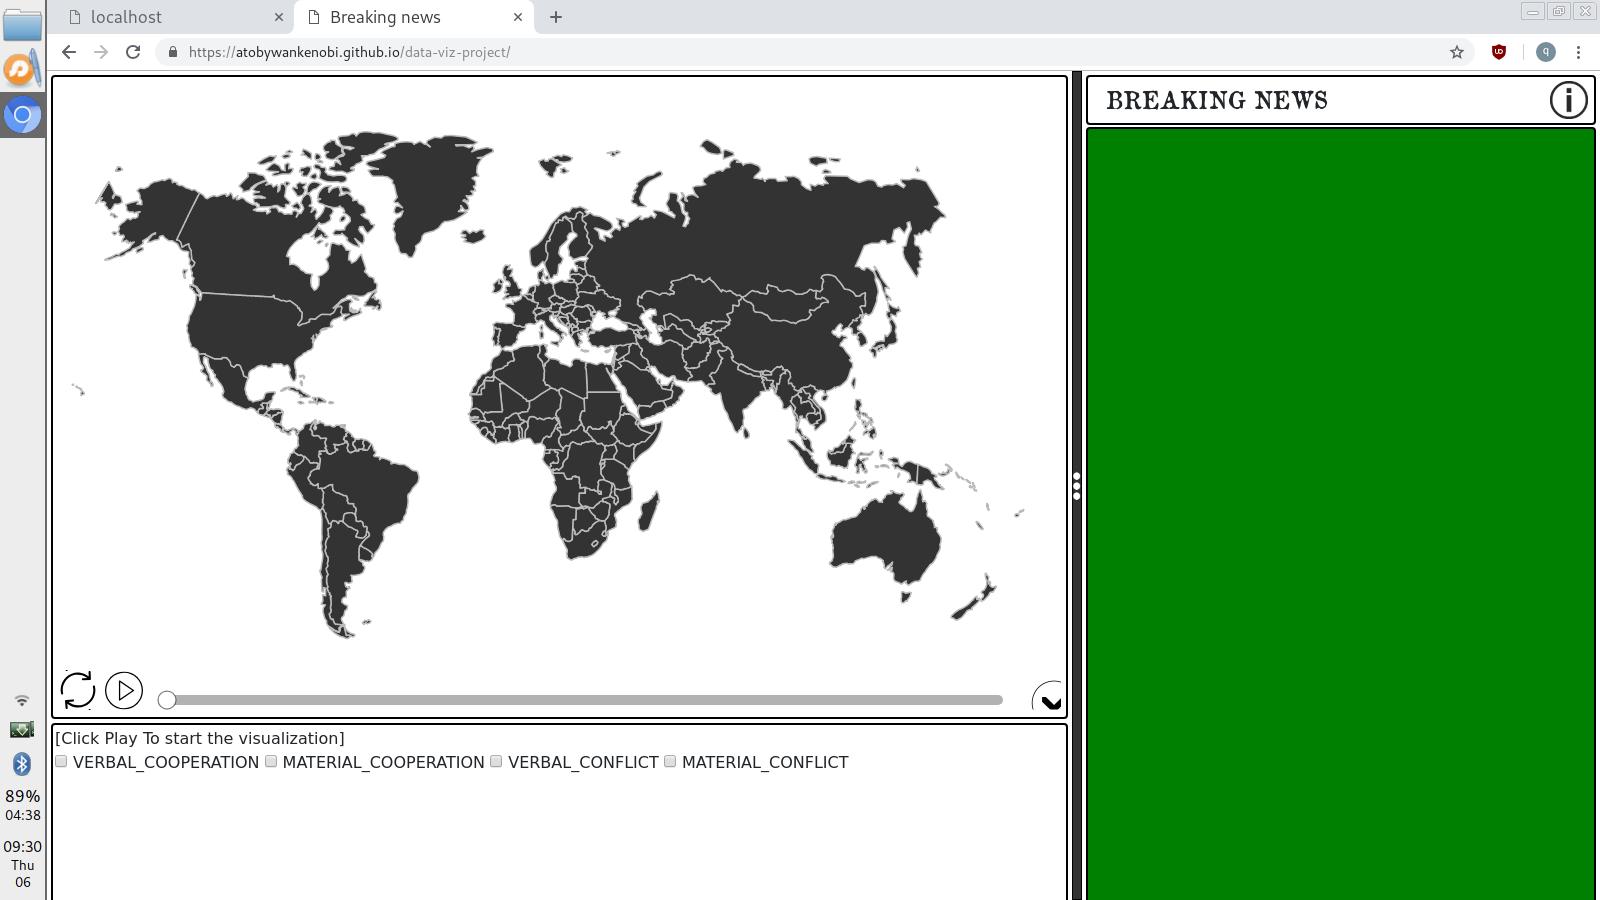 localhost
Breaking news
https://atobywankenobi.github.io/data-viz-project/
q
BREAKING NEWS
[Click Play To start the visualization]
VERBAL_COOPERATION MATERIAL_COOPERATION VERBAL_CONFLICT MATERIAL_CONFLICT
89%
04:38
09:30
Thu
06